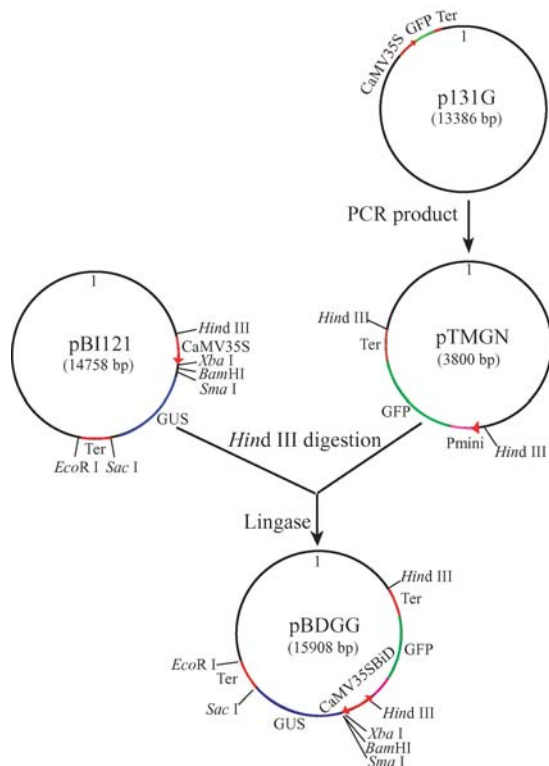 1
CaMV35S GFP Ter
p131G
(13386 bp)
PCR product
1
pBI121
(14758 bp)
Hind III
CaMV35S
Xba I
BamHI
Sma I
GUS
Ter
EcoR I Sac I
1
pTMGN
(3800 bp)
Hind III
Ter
GFP
Pmini
Hind III
Hind III digestion
Lingase
1
pBDGG
(15908 bp)
Hind III
Ter
GFP
CaMV35SBiD
Hind III
Xba I
BamHI
Sma I
GUS
Sac I
Ter
EcoR I